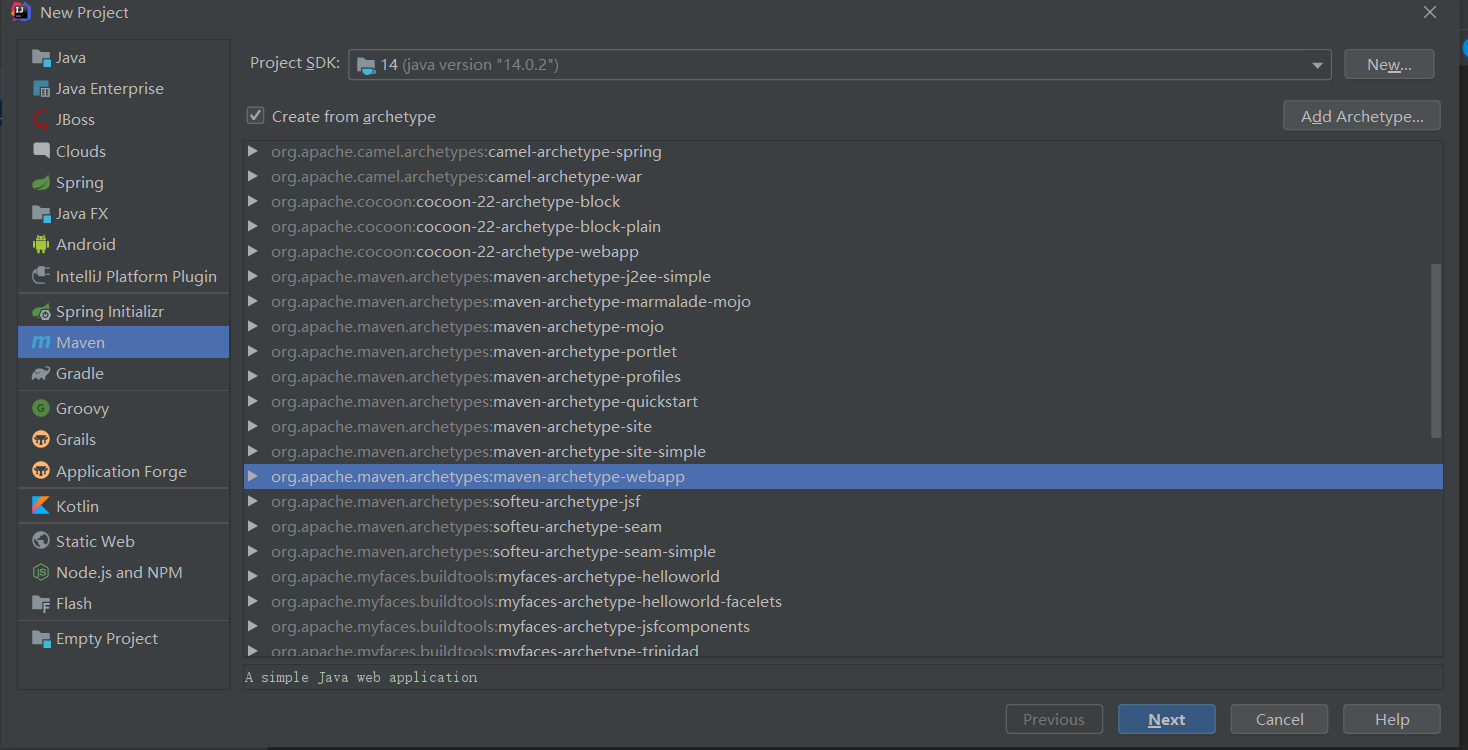 New Project
Java
Java Enterprise
JBoss
Clouds
Spring
Java FX
Android
IntelliJ Platform Plugin
Spring Initializr
Maven
Gradle
Groovy
Grails
Application Forge
Kotlin
Static Web
Node.js and NPM
Flash
Empty Project
Project SDK: 14 (java version "14.0.2") New...
Create from archetype Add Archetype...
org.apache.camel.archetypes:camel-archetype-spring
org.apache.camel.archetypes:camel-archetype-war
org.apache.cocoon:cocoon-22-archetype-block
org.apache.cocoon:cocoon-22-archetype-block-plain
org.apache.cocoon:cocoon-22-archetype-webapp
org.apache.maven.archetypes:maven-archetype-j2ee-simple
org.apache.maven.archetypes:maven-archetype-marmalade-mojo
org.apache.maven.archetypes:maven-archetype-mojo
org.apache.maven.archetypes:maven-archetype-portlet
org.apache.maven.archetypes:maven-archetype-profiles
org.apache.maven.archetypes:maven-archetype-quickstart
org.apache.maven.archetypes:maven-archetype-site
org.apache.maven.archetypes:maven-archetype-site-simple
org.apache.maven.archetypes:maven-archetype-webapp
org.apache.maven.archetypes:softeu-archetype-jsf
org.apache.maven.archetypes:softeu-archetype-seam
org.apache.maven.archetypes:softeu-archetype-seam-simple
org.apache.myfaces.buildtools:myfaces-archetype-helloworld
org.apache.myfaces.buildtools:myfaces-archetype-helloworld-facelets
org.apache.myfaces.buildtools:myfaces-archetype-jsfcomponents
org.apache.myfaces.buildtools:myfaces-archetype-trinidad
A simple Java web application
Previous Next Cancel Help